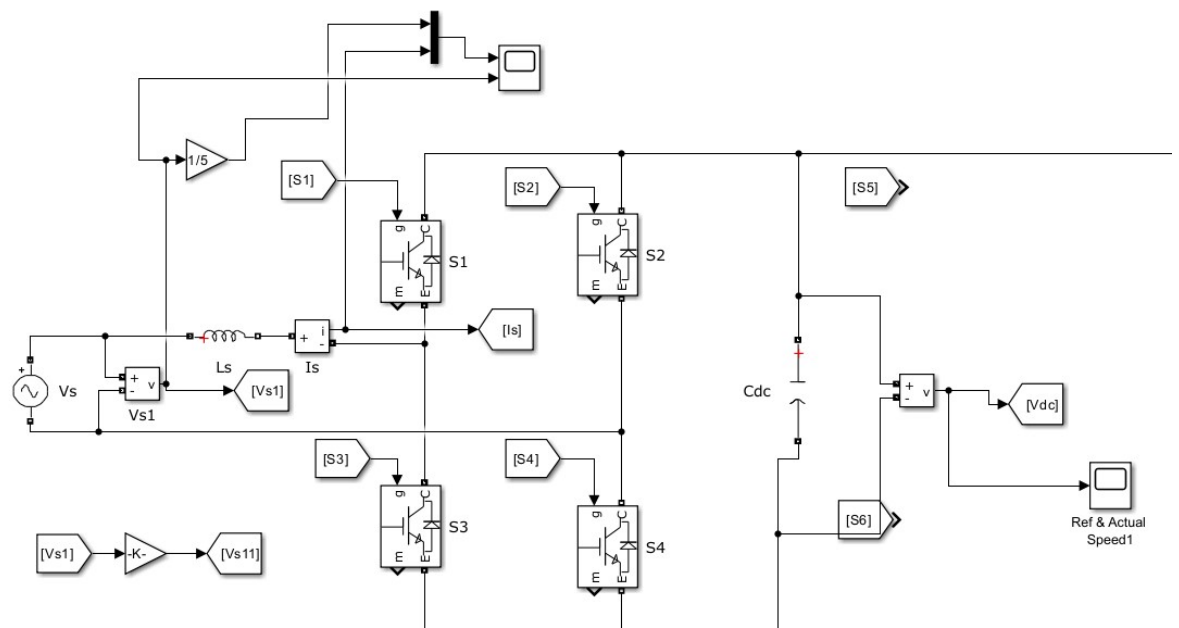 1/5
[S1]
[S2]
[S5]
g
C
g
C
S1
S2
m
E
m
E
+
i
-
[Is]
Ls
Is
+
Vs
+
-
v
[Vs1]
Vs1
+
Cdc
+
-
v
[Vdc]
[S3]
[S4]
g
C
g
C
S3
S4
m
E
m
E
[S6]
Ref & Actual
Speed1
[Vs1]
-K-
[Vs11]